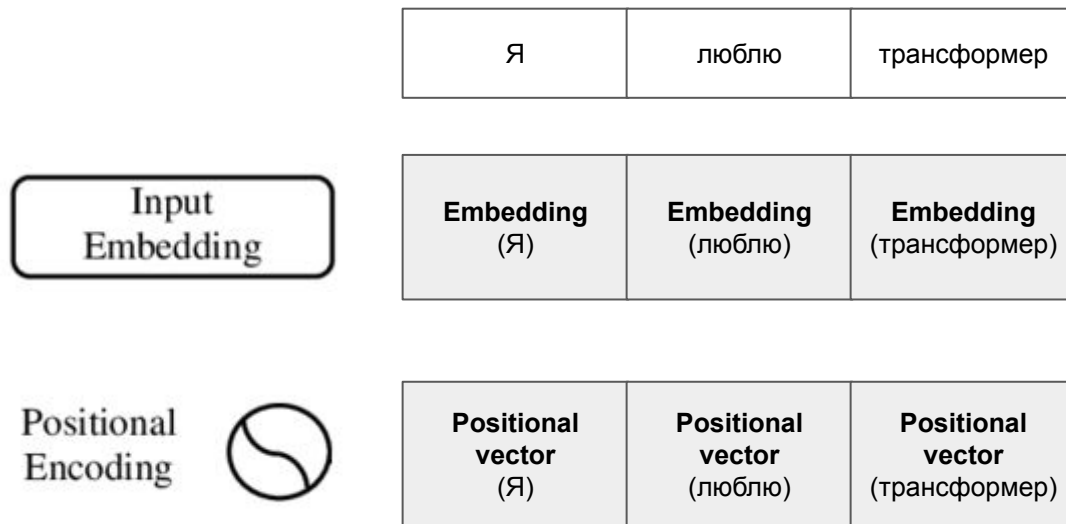 Я люблю трансформер
Input
Embedding
Embedding
(Я)
Embedding
(люблю)
Embedding
(трансформер)
Positional
Encoding
Positional
vector
(Я)
Positional
vector
(люблю)
Positional
vector
(трансформер)